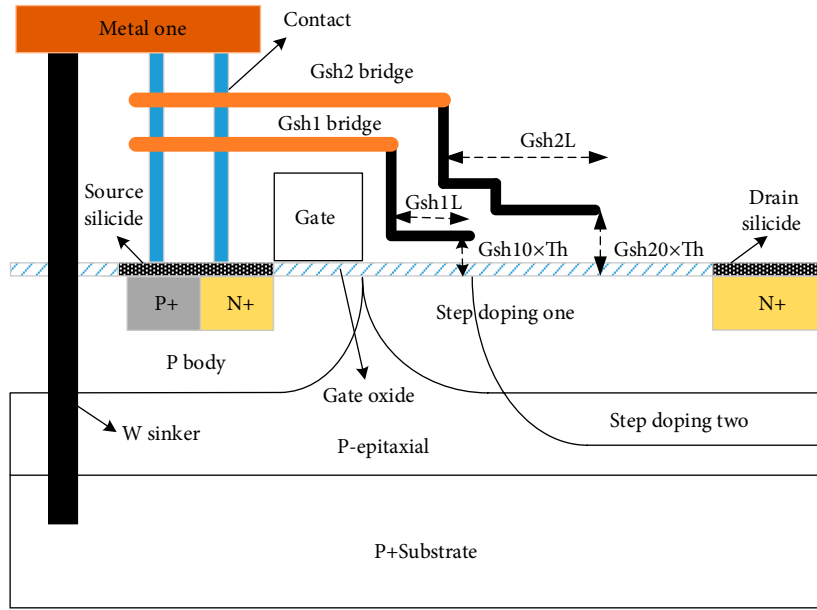 Metal one
Contact
Gsh2 bridge
Gsh1 bridge
Gsh2L
Source
silicide
Gate
Gsh1L
Drain
silicide
Gsh10×Th
Gsh20×Th
P+
N+
Step doping one
N+
P body
Gate oxide
Step doping two
W sinker
P-epitaxial
P+Substrate